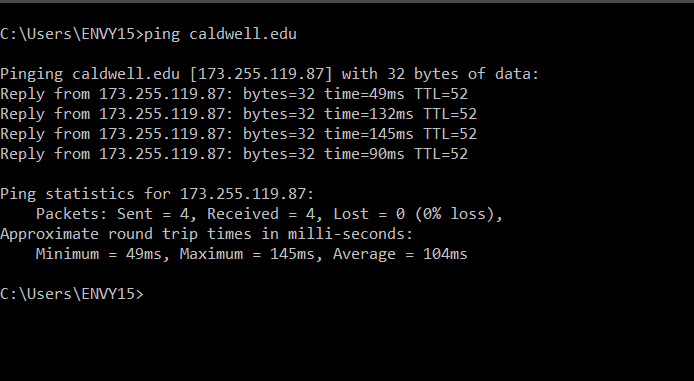 C:\Users\ENVY15>ping caldwell.edu
Pinging caldwell.edu [173.255.119.87] with 32 bytes of data:
Reply from 173.255.119.87: bytes=32 time=49ms TTL=52
Reply from 173.255.119.87: bytes=32 time=132ms TTL=52
Reply from 173.255.119.87: bytes=32 time=145ms TTL=52
Reply from 173.255.119.87: bytes=32 time=90ms TTL=52
Ping statistics for 173.255.119.87:
    Packets: Sent = 4, Received = 4, Lost = 0 (0% loss),
Approximate round trip times in milli-seconds:
    Minimum = 49ms, Maximum = 145ms, Average = 104ms
C:\Users\ENVY15>